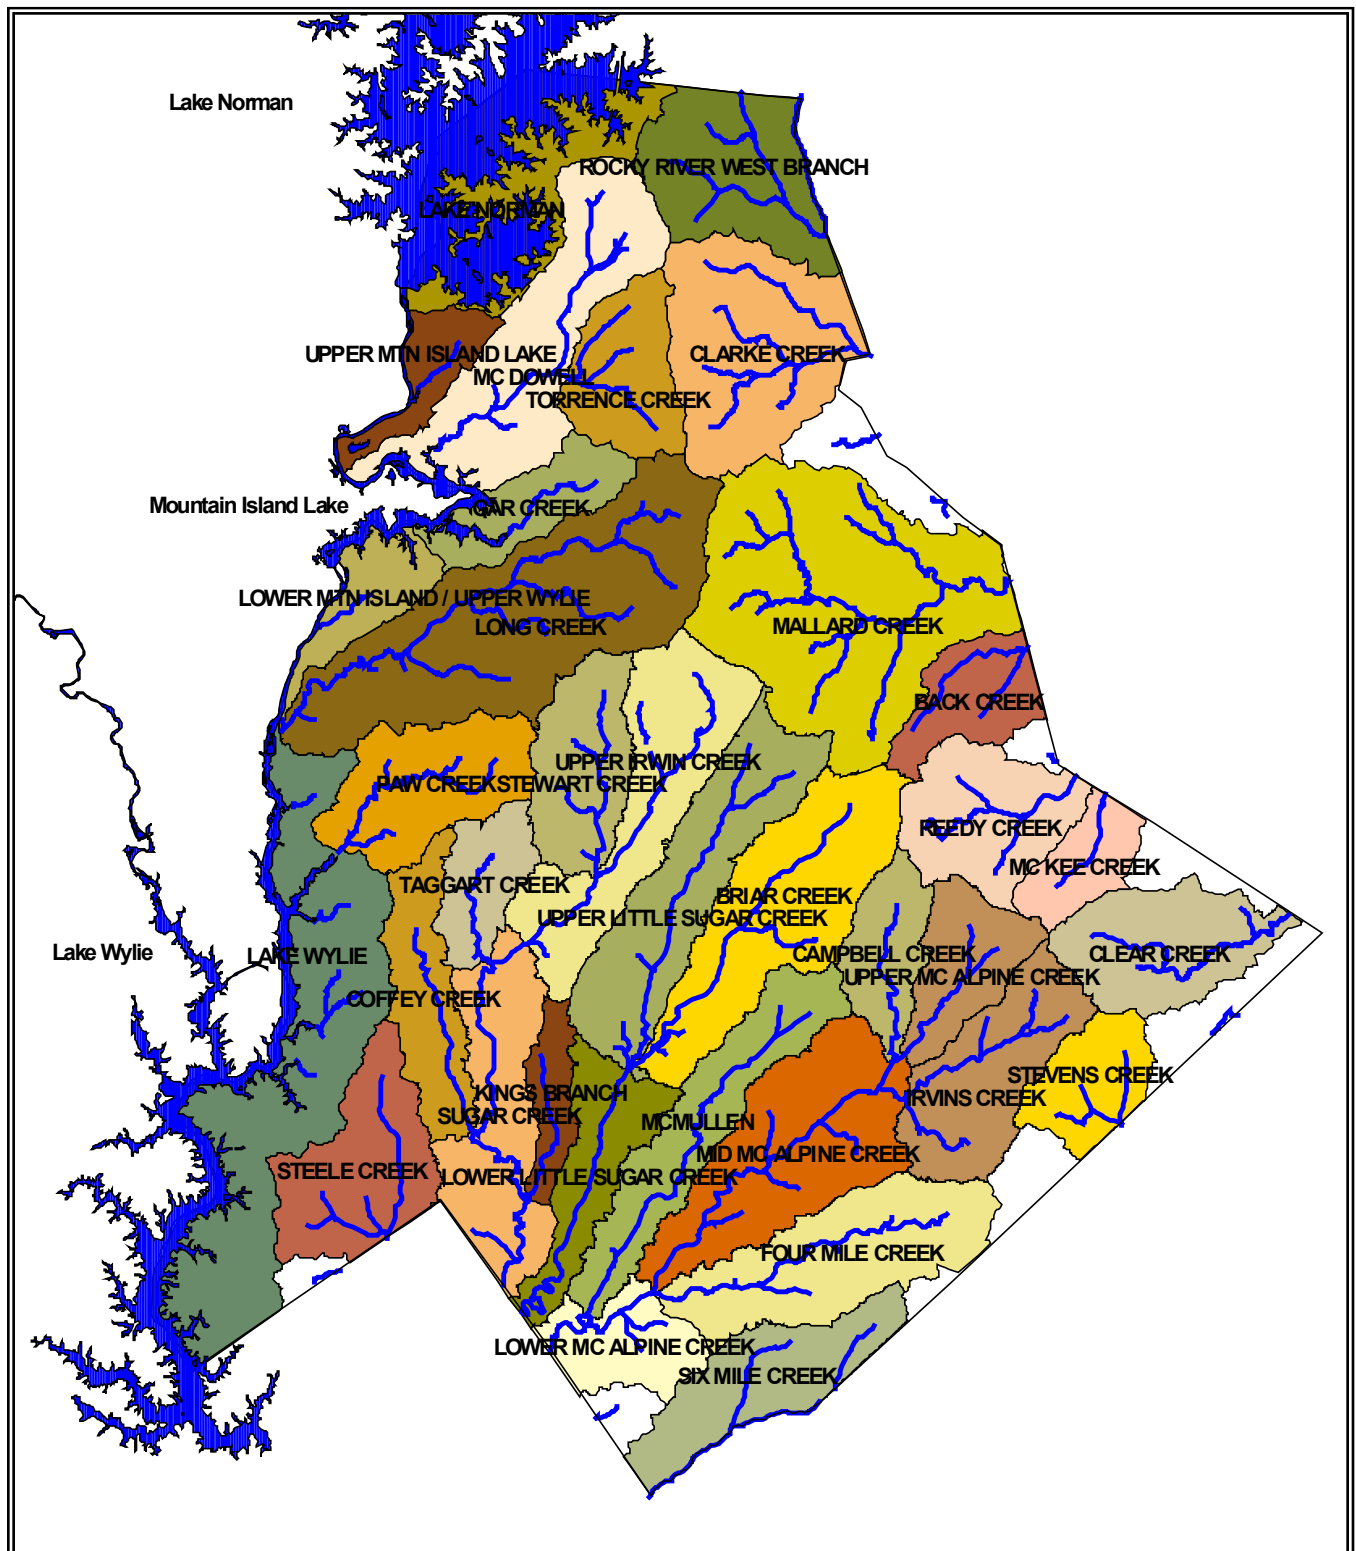 Lake Norman
ROCKY RIVER WEST BRANCH
LAKE NORMAN
UPPER MTN ISLAND LAKE
CLARKE CREEK
MC DOWELL
TORRENCE CREEK
Mountain Island Lake
GAR CREEK
LOWER MTN ISLAND / UPPER WYLIE
LONG CREEK
MALLARD CREEK
BACK CREEK
UPPER IRWIN CREEK
PAW CREEK
STEWART CREEK
REEDY CREEK
MC KEE CREEK
TAGGART CREEK
BRIAR CREEK
UPPER LITTLE SUGAR CREEK
Lake Wylie
LAKE WYLIE
CAMPBELL CREEK
CLEAR CREEK
UPPER MC ALPINE CREEK
COFFEY CREEK
STEVENS CREEK
KINGS BRANCH
IRVINS CREEK
SUGAR CREEK
MCMULLEN
MID MC ALPINE CREEK
STEELE CREEK
LOWER LITTLE SUGAR CREEK
FOUR MILE CREEK
LOWER MC ALPINE CREEK
SIX MILE CREEK